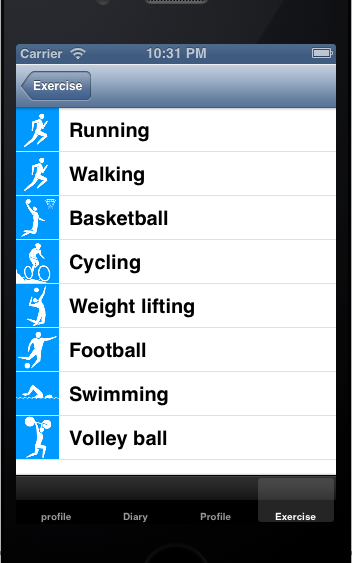 Carrier 10:31 PM
Exercise
Running
Walking
Basketball
Cycling
Weight lifting
Football
Swimming
Volley ball
profile Diary Profile Exercise